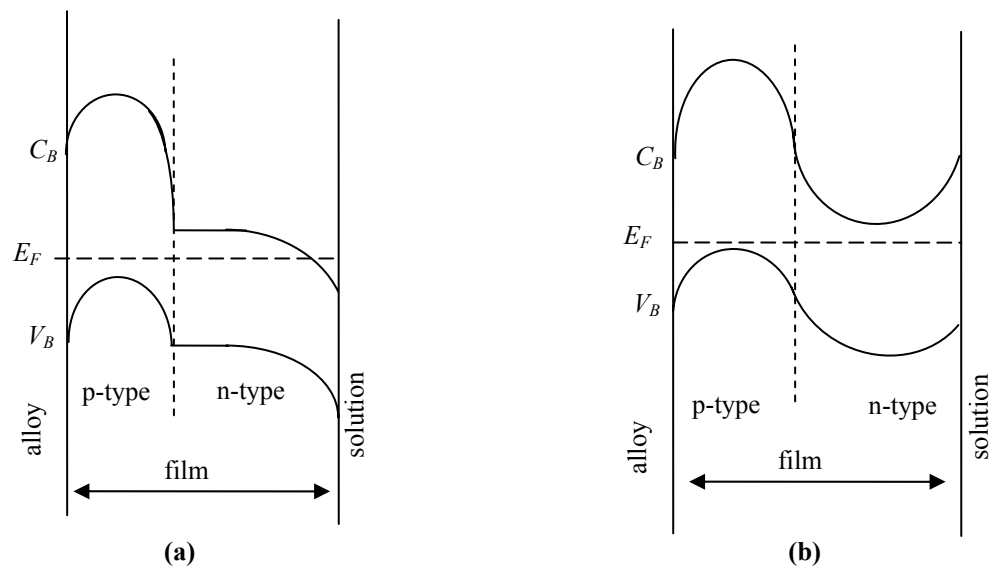 C_B
E_F
V_B
p-type
n-type
alloy
solution
film
(a)
C_B
E_F
V_B
p-type
n-type
alloy
solution
film
(b)